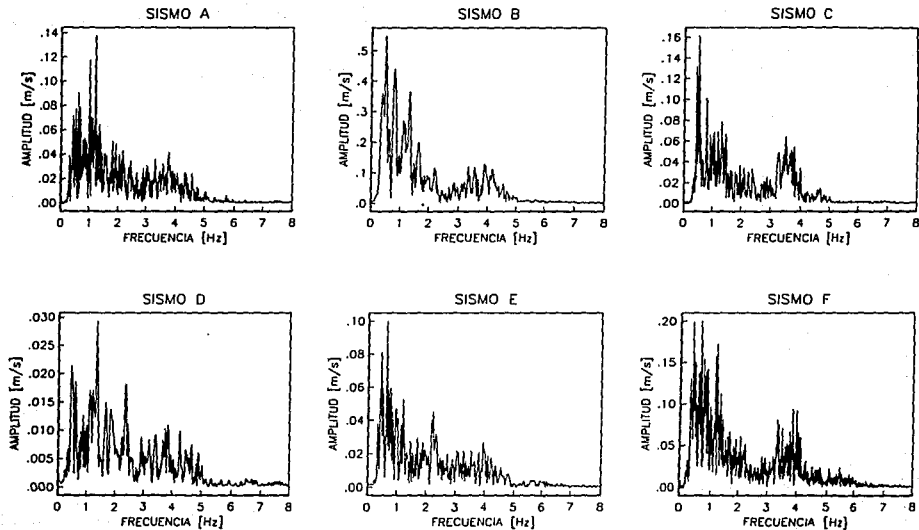 SISMO A
.14
.12
.10
.08
.06
.04
.02
.00
AMPLITUD [m/s]
0 1 2 3 4 5 6 7 8
FRECUENCIA [Hz]
SISMO B
.5
.4
.3
.2
.1
.0
AMPLITUD [m/s]
0 1 2 3 4 5 6 7 8
FRECUENCIA [Hz]
SISMO C
.16
.14
.12
.10
.08
.06
.04
.02
.00
AMPLITUD [m/s]
0 1 2 3 4 5 6 7 8
FRECUENCIA [Hz]
SISMO D
.030
.025
.020
.015
.010
.005
.000
AMPLITUD [m/s]
0 1 2 3 4 5 6 7 8
FRECUENCIA [Hz]
SISMO E
.10
.08
.06
.04
.02
.00
AMPLITUD [m/s]
0 1 2 3 4 5 6 7 8
FRECUENCIA [Hz]
SISMO F
.20
.15
.10
.05
.00
AMPLITUD [m/s]
0 1 2 3 4 5 6 7 8
FRECUENCIA [Hz]